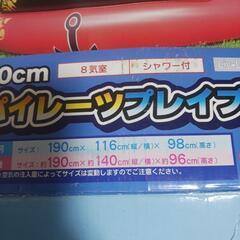 0cm
8気室 シャワー付
パイレーツプレイプ
サイズ：190cm×116cm(縦/横)×98cm(高さ)
サイズ：約190cm×約140cm(縦/横)×約96cm(高さ)
空気の注入量によってサイズは変動しますのでご注意ください。